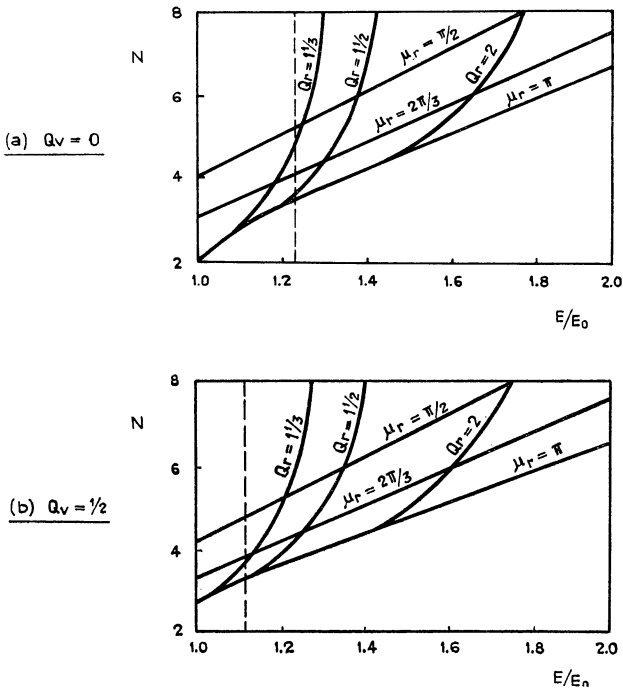 (a) Qv = 0
N
8
6
4
2
Qr = 1⅓
Qr = 1½
μr = π/2
Qr = 2
μr = 2π/3
μr = π
1.0 1.2 1.4 1.6 1.8 2.0
E/E₀
(b) Qv = ½
N
8
6
4
2
Qr = 1⅓
Qr = 1½
μr = π/2
Qr = 2
μr = 2π/3
μr = π
1.0 1.2 1.4 1.6 1.8 2.0
E/E₀